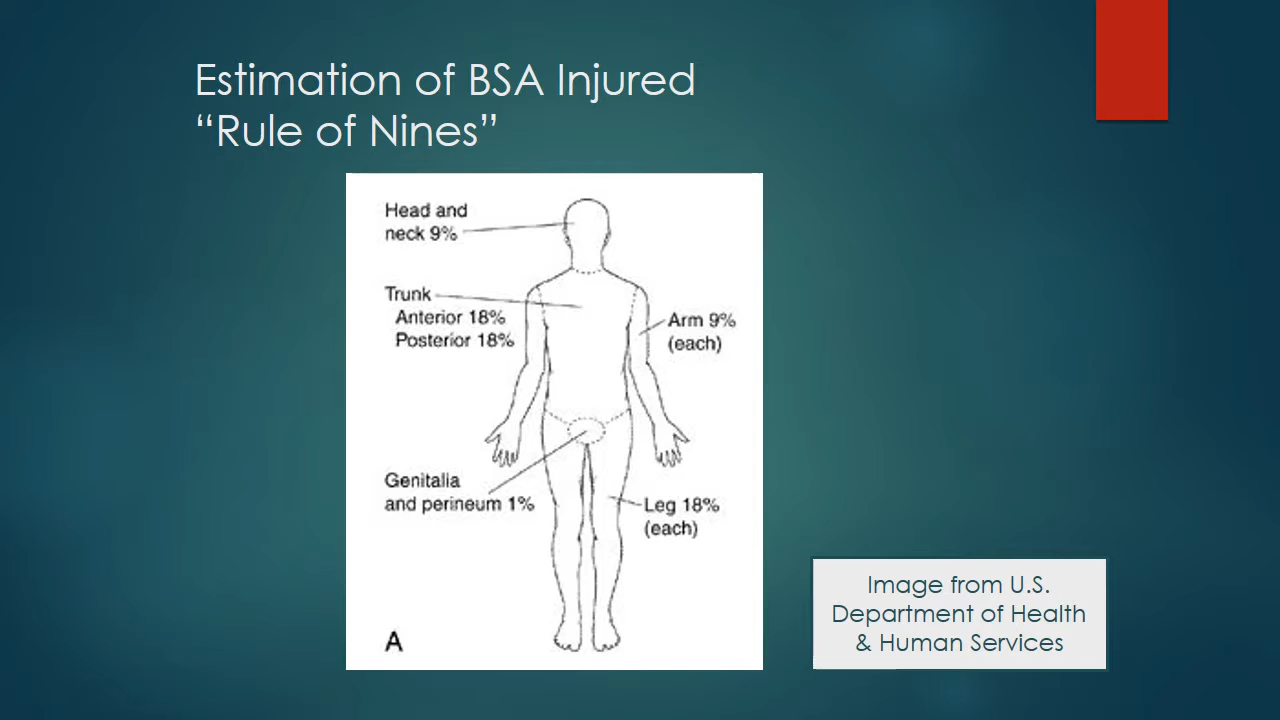 Estimation of BSA Injured
“Rule of Nines”
Head and
neck 9%
Trunk
Anterior 18%
Posterior 18%
Arm 9%
(each)
Genitalia
and perineum 1%
Leg 18%
(each)
A
Image from U.S.
Department of Health
& Human Services